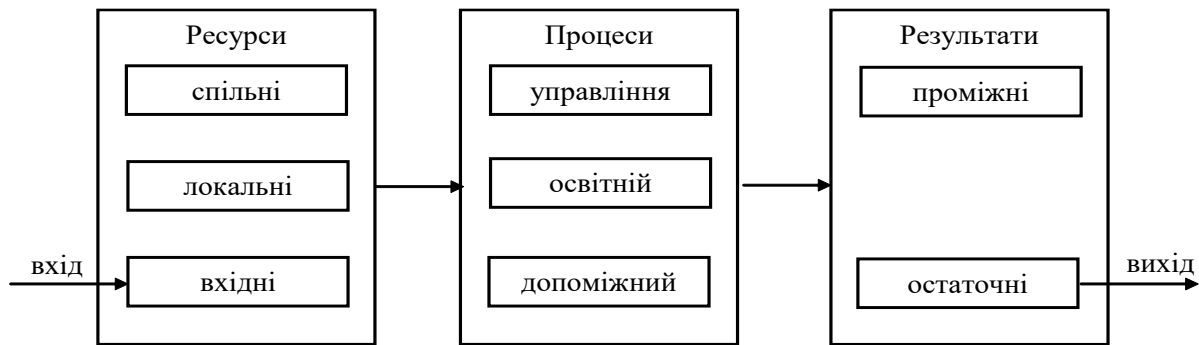 Ресурси
спільні
локальні
вхід
вхідні
Процеси
управління
освітній
допоміжний
Результати
проміжні
остаточні
вихід